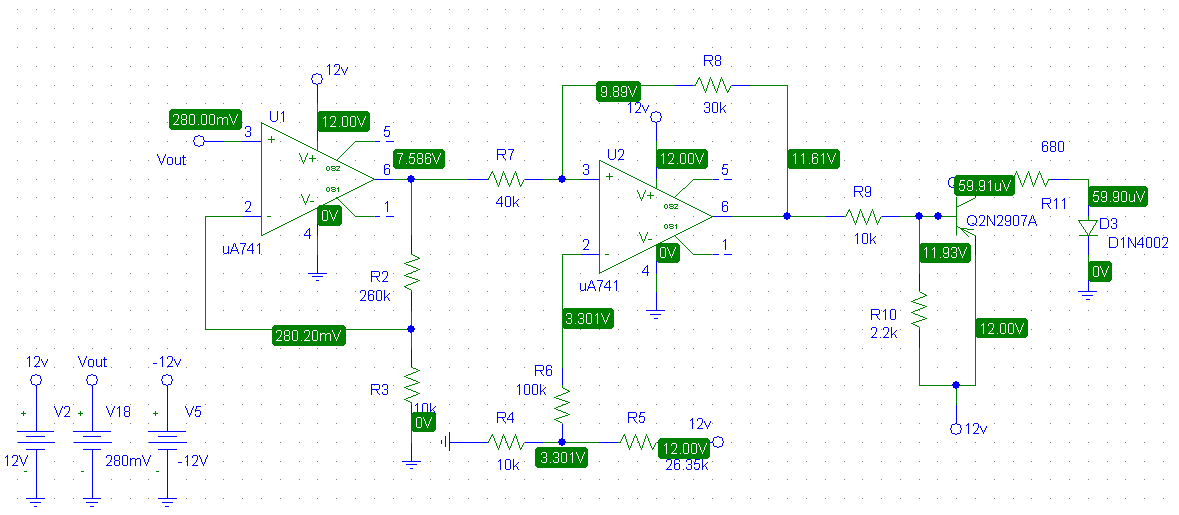 R8
12v
9.89V
30k
12v
280.00mV
U1
3
+
12.00V
5
Vout
V+
OS2
7.586V
6
R7
U2
3
+
12.00V
5
11.61V
680
OS1
V-
0V
2
-
1
40k
V+
OS2
6
R9
59.91uV
59.90uV
R11
uA741
4
OS1
V-
0V
2
-
1
10k
Q2N2907A
D3
D1N4002
11.93V
R2
260k
uA741
4
0V
3.301V
R10
2.2k
12.00V
280.20mV
12v
Vout
-12v
R3
10k
0V
R6
100k
+
V2
+
V18
+
V5
R4
R5
12v
12v
12V
-
280mV
-
-12V
-
10k
3.301V
12.00V
26.35k